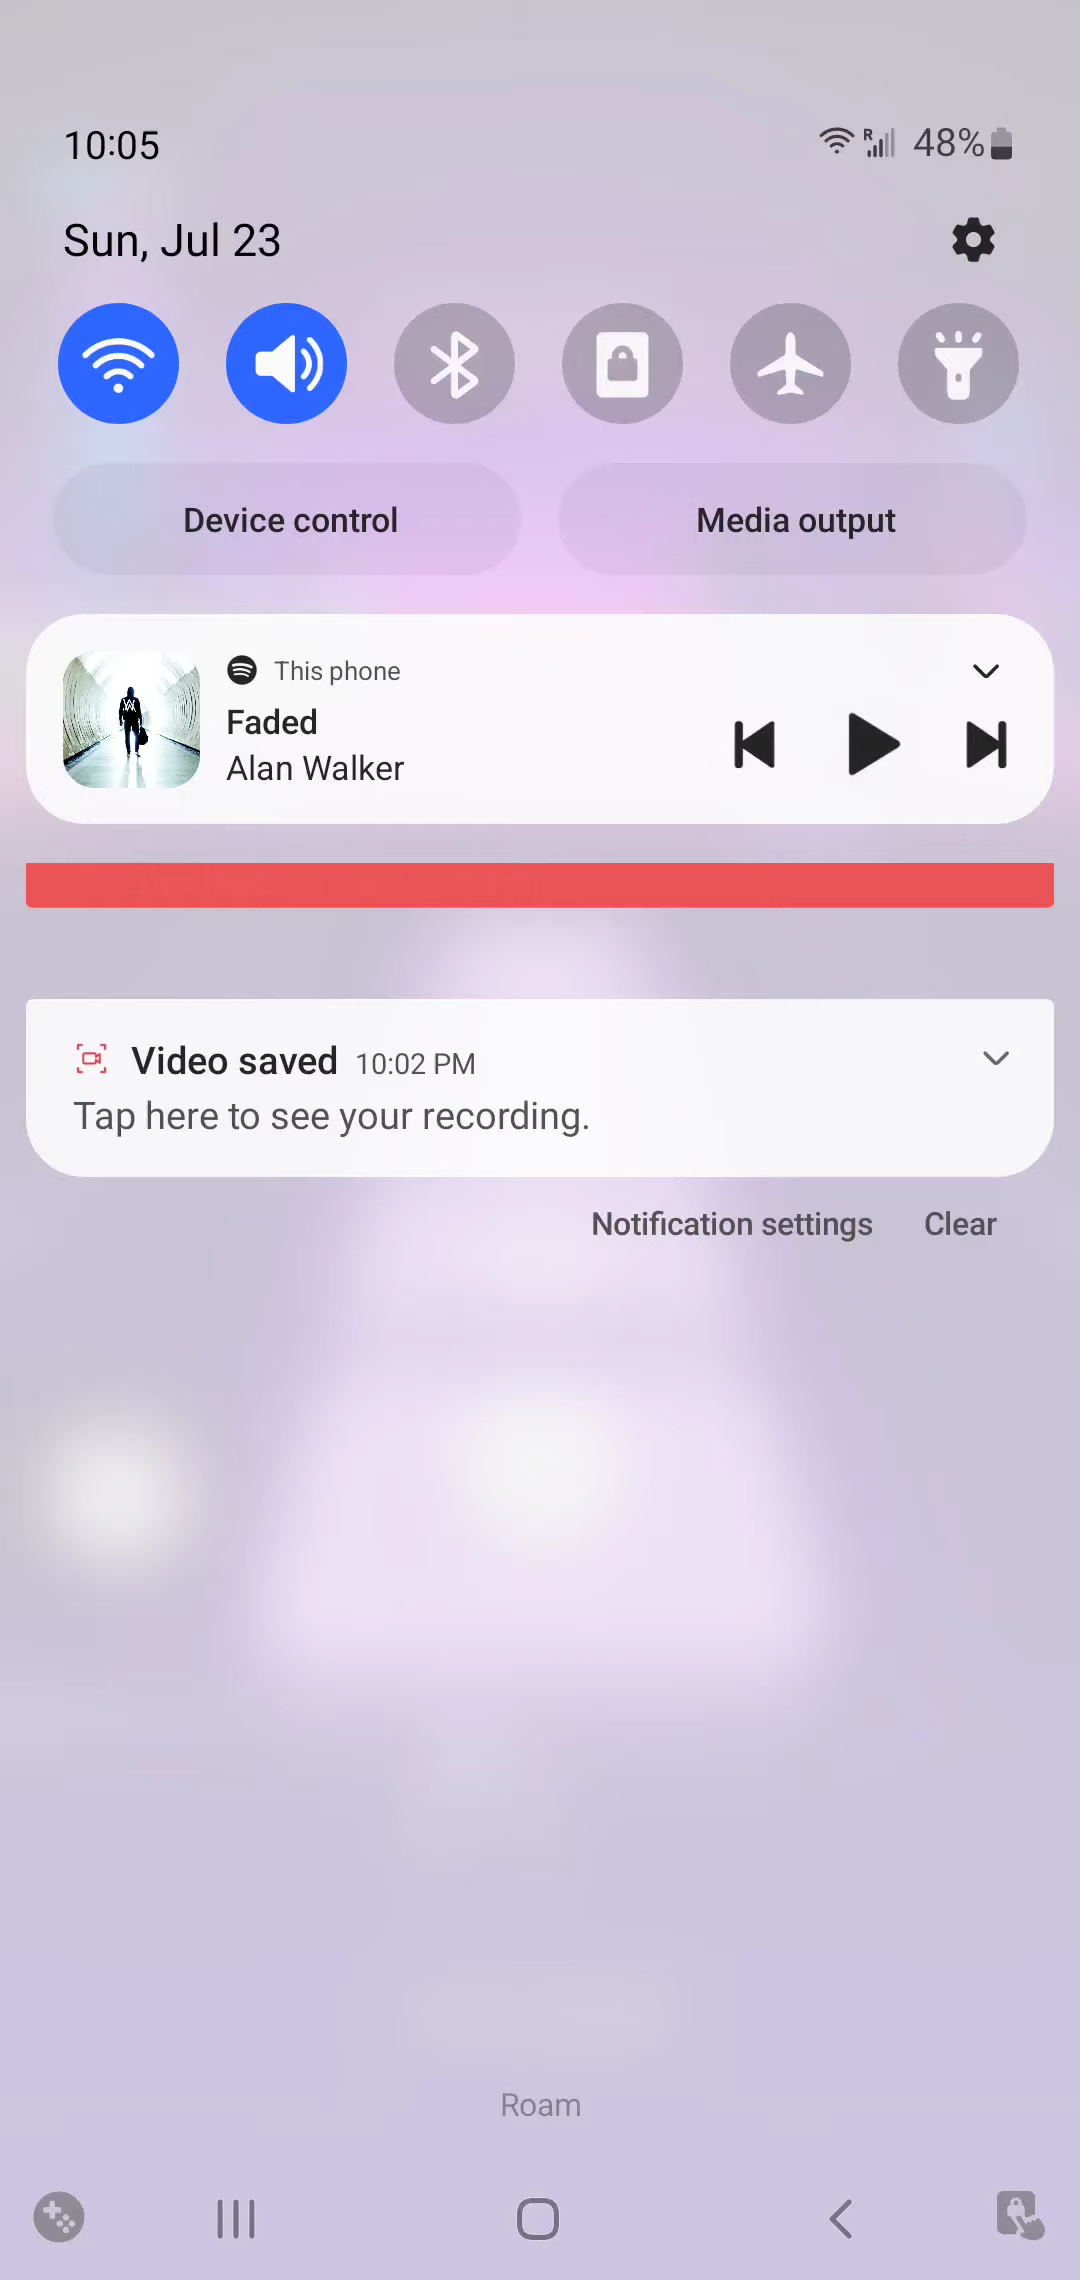 10:05
R 48%
Sun, Jul 23
Device control
Media output
This phone
Faded
Alan Walker
Video saved 10:02 PM
Tap here to see your recording.
Notification settings Clear
Roam